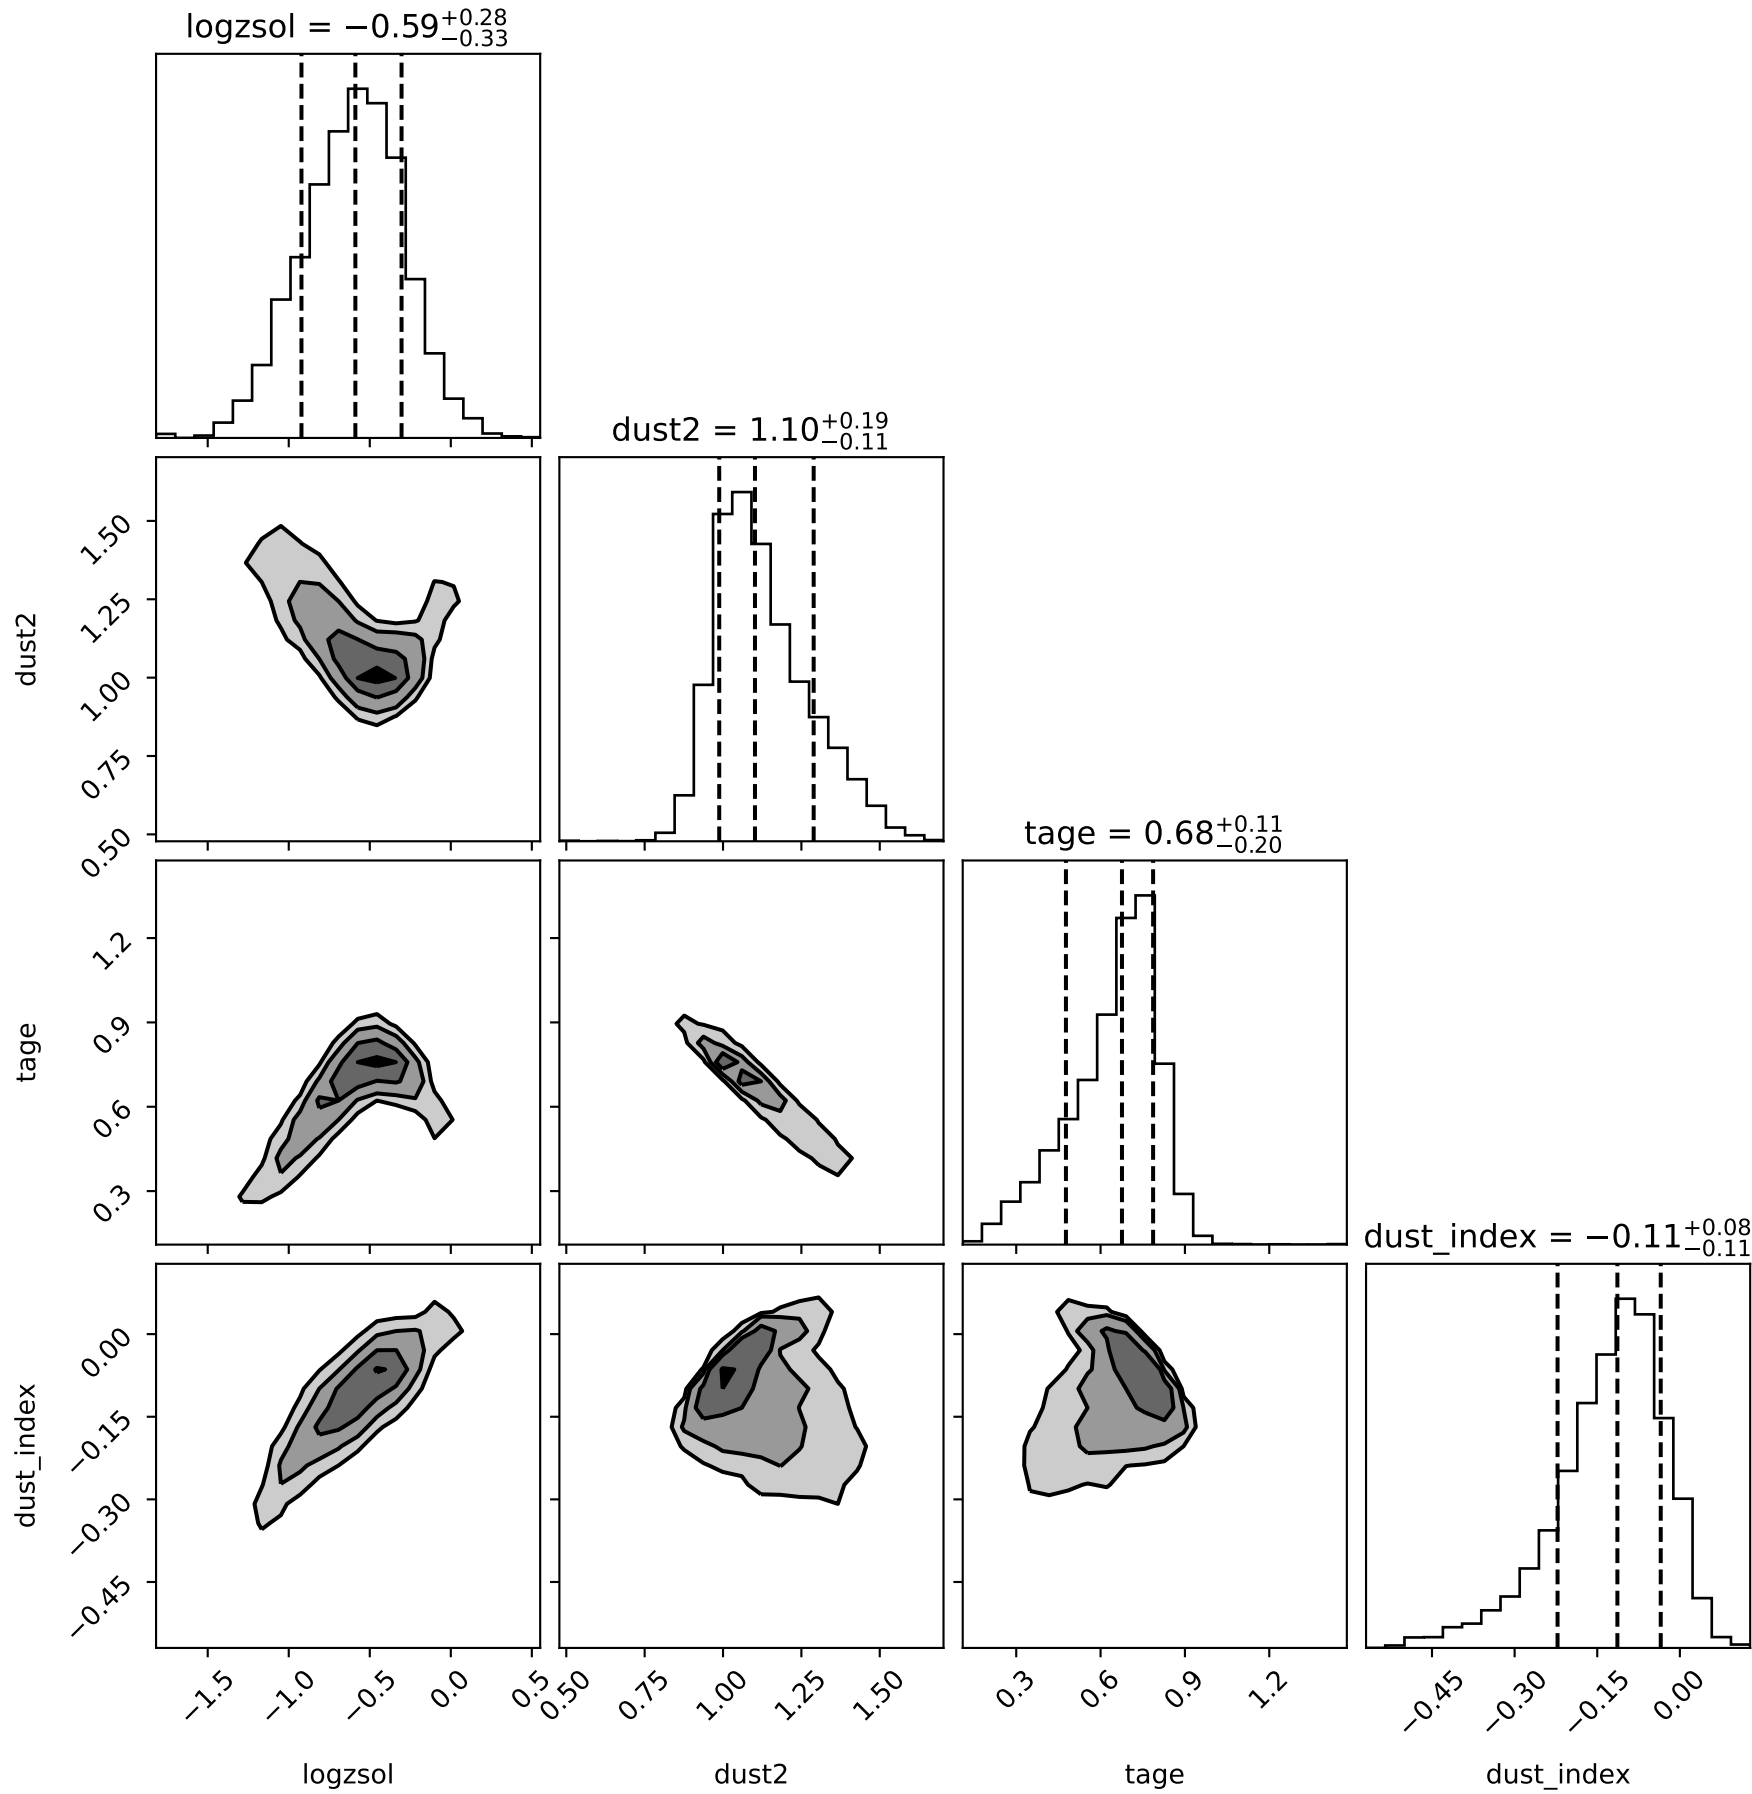 logzsol = −0.59 +0.28 −0.33
dust2 = 1.10 +0.19 −0.11
dust2
1.50
1.25
1.00
0.75
0.50
tage = 0.68 +0.11 −0.20
tage
1.2
0.9
0.6
0.3
dust_index = −0.11 +0.08 −0.11
dust_index
0.00
−0.15
−0.30
−0.45
−1.5 −1.0 −0.5 0.0 0.5
0.50 0.75 1.00 1.25 1.50
0.3 0.6 0.9 1.2
−0.45 −0.30 −0.15 0.00
logzsol
dust2
tage
dust_index